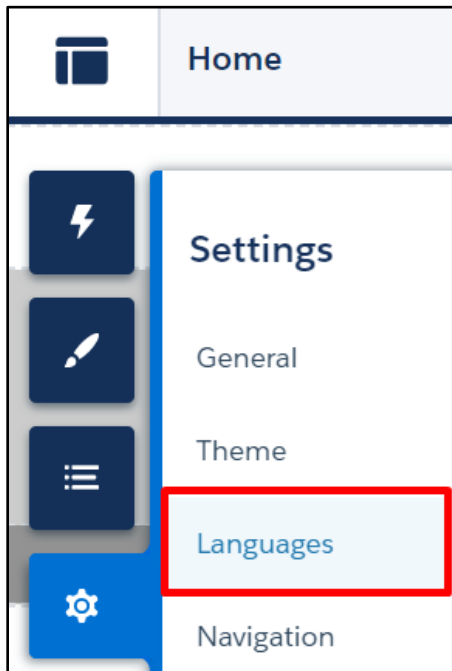 Home
Settings
General
Theme
Languages
Navigation